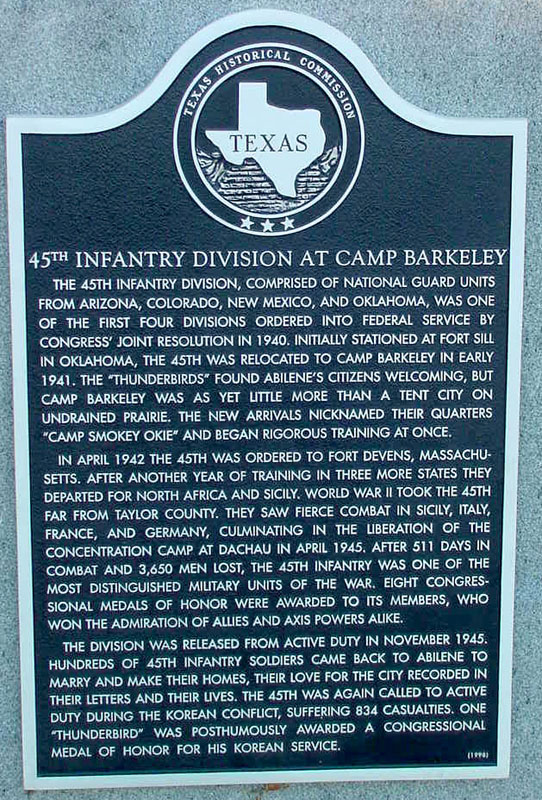 TEXAS HISTORICAL COMMISSION
TEXAS
45TH INFANTRY DIVISION AT CAMP BARKELEY
THE 45TH INFANTRY DIVISION, COMPRISED OF NATIONAL GUARD UNITS
FROM ARIZONA, COLORADO, NEW MEXICO, AND OKLAHOMA, WAS ONE
OF THE FIRST FOUR DIVISIONS ORDERED INTO FEDERAL SERVICE BY
CONGRESS' JOINT RESOLUTION IN 1940. INITIALLY STATIONED AT FORT SILL
IN OKLAHOMA, THE 45TH WAS RELOCATED TO CAMP BARKELEY IN EARLY
1941. THE "THUNDERBIRDS" FOUND ABILENE'S CITIZENS WELCOMING, BUT
CAMP BARKELEY WAS AS YET LITTLE MORE THAN A TENT CITY ON
UNDRAINED PRAIRIE. THE NEW ARRIVALS NICKNAMED THEIR QUARTERS
"CAMP SMOKEY OKIE" AND BEGAN RIGOROUS TRAINING AT ONCE.
IN APRIL 1942 THE 45TH WAS ORDERED TO FORT DEVENS, MASSACHU-
SETTS. AFTER ANOTHER YEAR OF TRAINING IN THREE MORE STATES THEY
DEPARTED FOR NORTH AFRICA AND SICILY. WORLD WAR II TOOK THE 45TH
FAR FROM TAYLOR COUNTY. THEY SAW FIERCE COMBAT IN SICILY, ITALY,
FRANCE, AND GERMANY, CULMINATING IN THE LIBERATION OF THE
CONCENTRATION CAMP AT DACHAU IN APRIL 1945. AFTER 511 DAYS IN
COMBAT AND 3,650 MEN LOST, THE 45TH INFANTRY WAS ONE OF THE
MOST DISTINGUISHED MILITARY UNITS OF THE WAR. EIGHT CONGRES-
SIONAL MEDALS OF HONOR WERE AWARDED TO ITS MEMBERS, WHO
WON THE ADMIRATION OF ALLIES AND AXIS POWERS ALIKE.
THE DIVISION WAS RELEASED FROM ACTIVE DUTY IN NOVEMBER 1945.
HUNDREDS OF 45TH INFANTRY SOLDIERS CAME BACK TO ABILENE TO
MARRY AND MAKE THEIR HOMES, THEIR LOVE FOR THE CITY RECORDED IN
THEIR LETTERS AND THEIR LIVES. THE 45TH WAS AGAIN CALLED TO ACTIVE
DUTY DURING THE KOREAN CONFLICT, SUFFERING 834 CASUALTIES. ONE
"THUNDERBIRD" WAS POSTHUMOUSLY AWARDED A CONGRESSIONAL
MEDAL OF HONOR FOR HIS KOREAN SERVICE.
(1998)